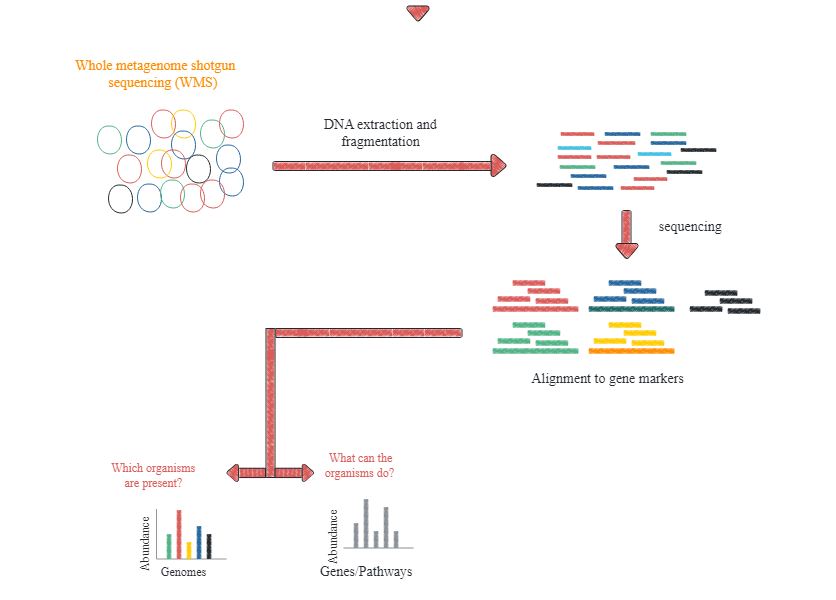 Whole metagenome shotgun
sequencing (WMS)
DNA extraction and
fragmentation
sequencing
Alignment to gene markers
Which organisms
are present?
What can the
organisms do?
Abundance
Genomes
Abundance
Genes/Pathways